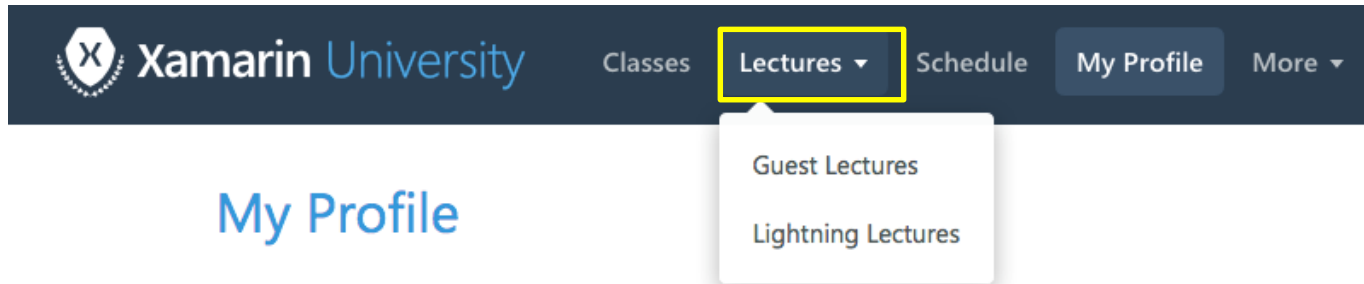 X Xamarin University Classes Lectures Schedule My Profile More
Guest Lectures
My Profile
Lightning Lectures